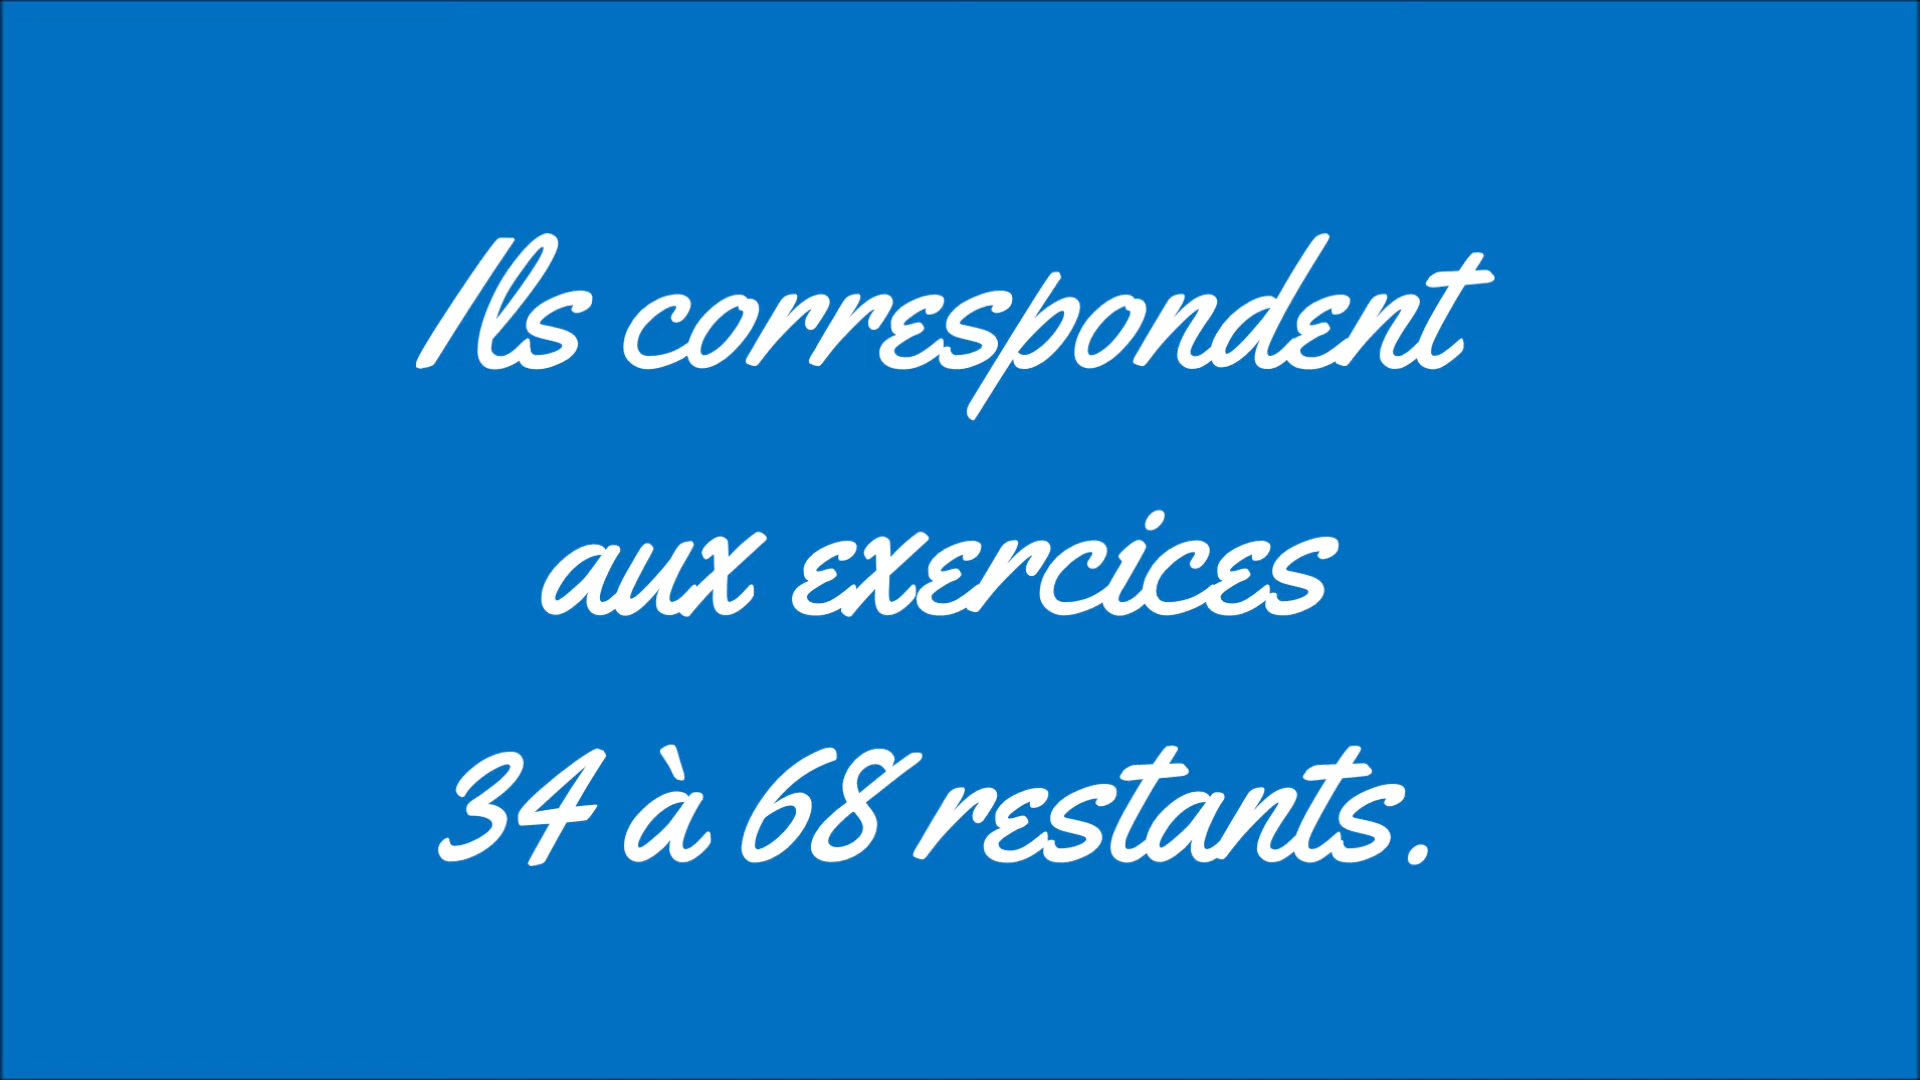 Ils correspondent
aux exercices
34 à 68 restants.